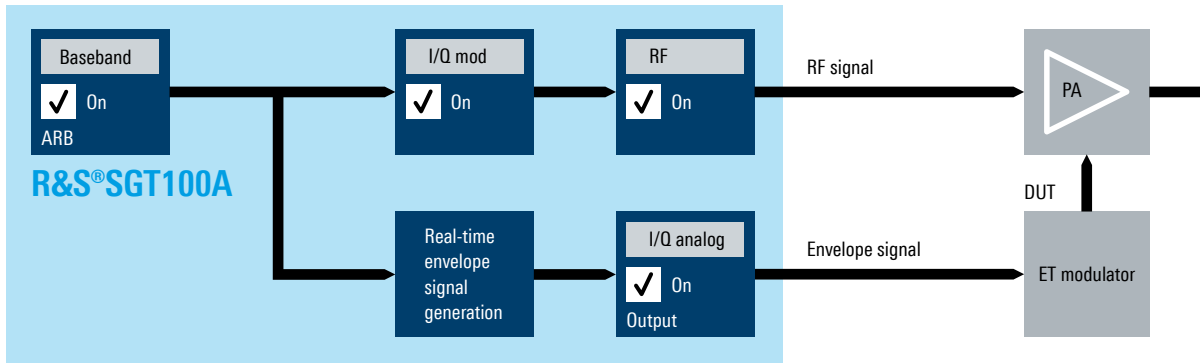 Baseband
On
ARB
I/Q mod
On
RF
On
RF signal
PA
R&S®SGT100A
DUT
Real-time
envelope
signal
generation
I/Q analog
On
Output
Envelope signal
ET modulator